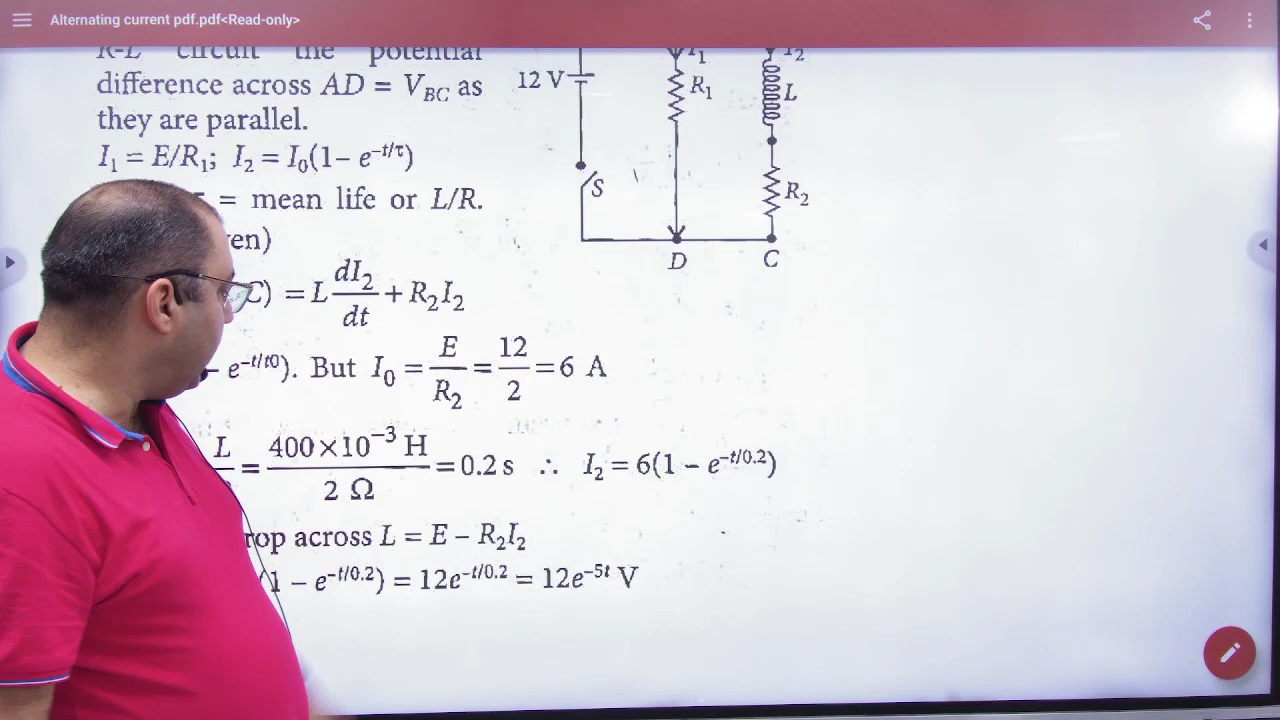 Alternating current pdf.pdf<Read-only>
R-L circuit the potential
difference across AD = V_BC as
they are parallel.
I₁ = E/R₁; I₂ = I₀(1– e^–t/τ)
= mean life or L/R.
C) = L dI₂/dt + R₂I₂
e^–t/t0). But I₀ = E/R₂ = 12/2 = 6 A
L = 400×10⁻³ H/2 Ω = 0.2 s ∴ I₂ = 6(1 – e^–t/0.2)
across L = E – R₂I₂
(1 – e^–t/0.2) = 12e^–t/0.2 = 12e^–5t V
I₁
I₂
12 V
R₁
L
S
R₂
D
C